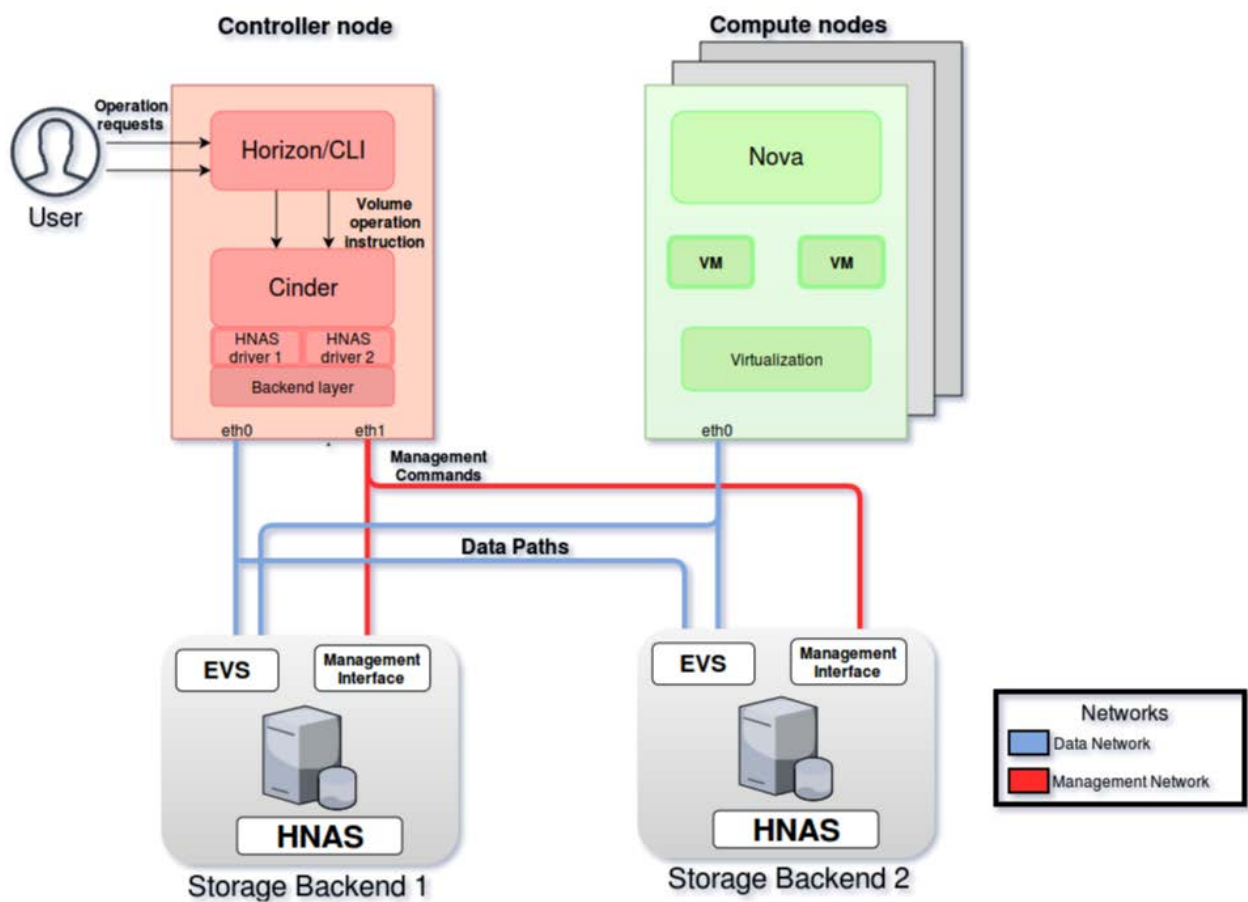 Controller node
Compute nodes
Operation
requests
User
Horizon/CLI
Volume
operation
instruction
Cinder
HNAS
driver 1
HNAS
driver 2
Backend layer
eth0
eth1
Nova
VM
VM
Virtualization
eth0
Management
Commands
Data Paths
EVS
Management
Interface
HNAS
Storage Backend 1
EVS
Management
Interface
HNAS
Storage Backend 2
Networks
Data Network
Management Network